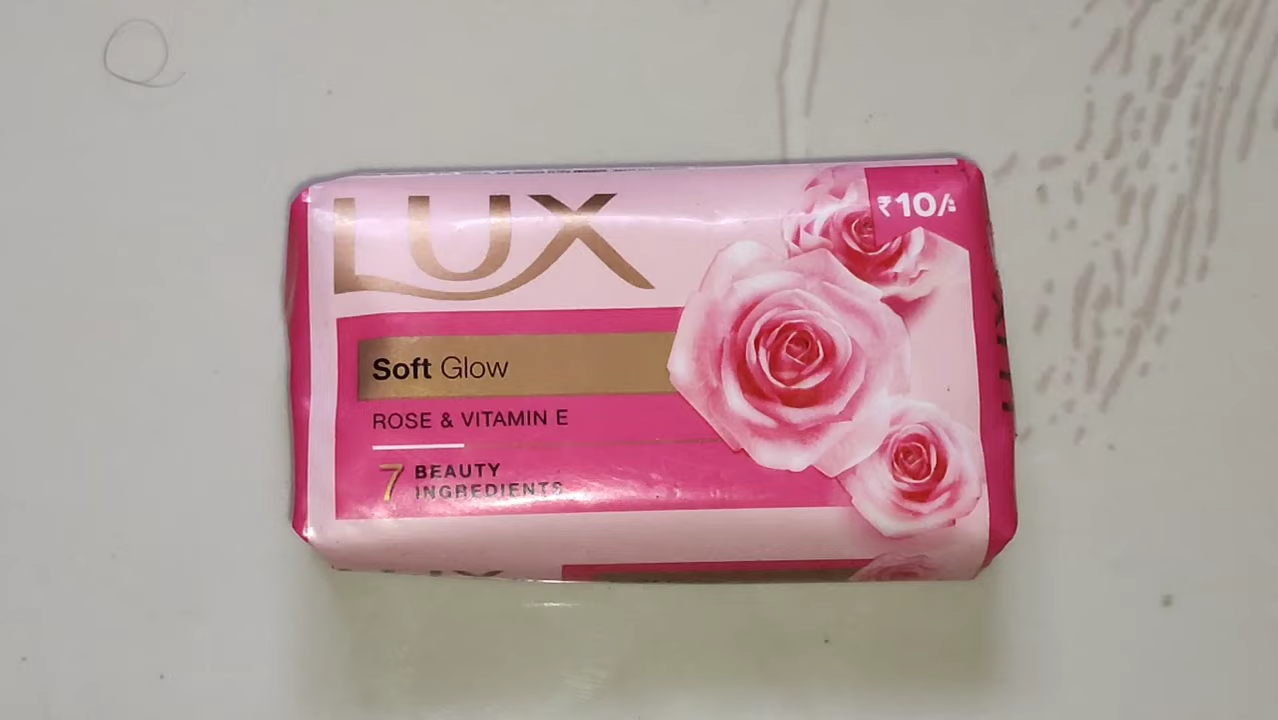 LUX
₹10/-
Soft Glow
ROSE & VITAMIN E
7 BEAUTY
INGREDIENTS